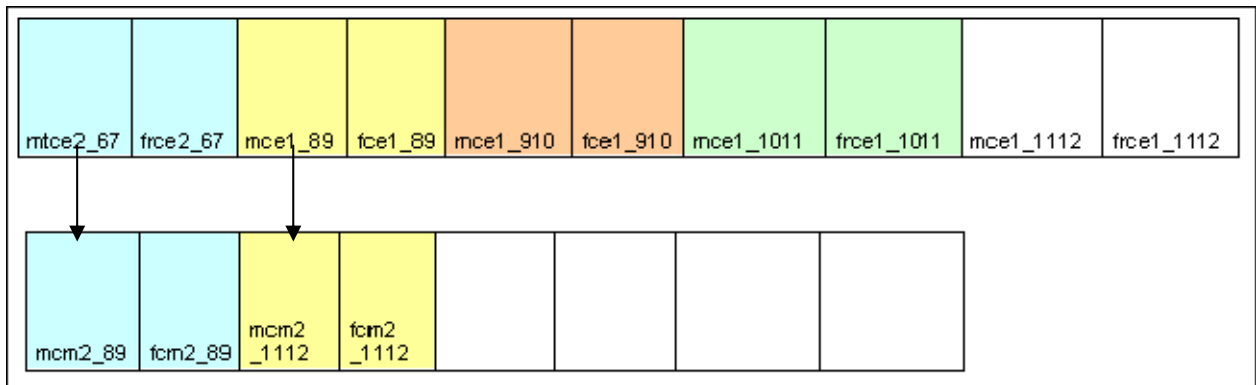 mtce2_67 frce2_67 mce1_89 fce1_89 mce1_910 fce1_910 mce1_1011 frce1_1011 mce1_1112 frce1_1112
mcm2_89 fcm2_89 mcm2 fcm2
_1112 _1112